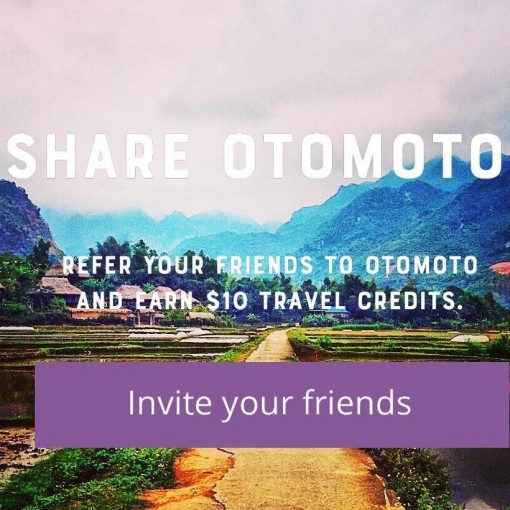 SHARE OTOMOTO
REFER YOUR FRIENDS TO OTOMOTO
AND EARN $10 TRAVEL CREDITS.
Invite your friends